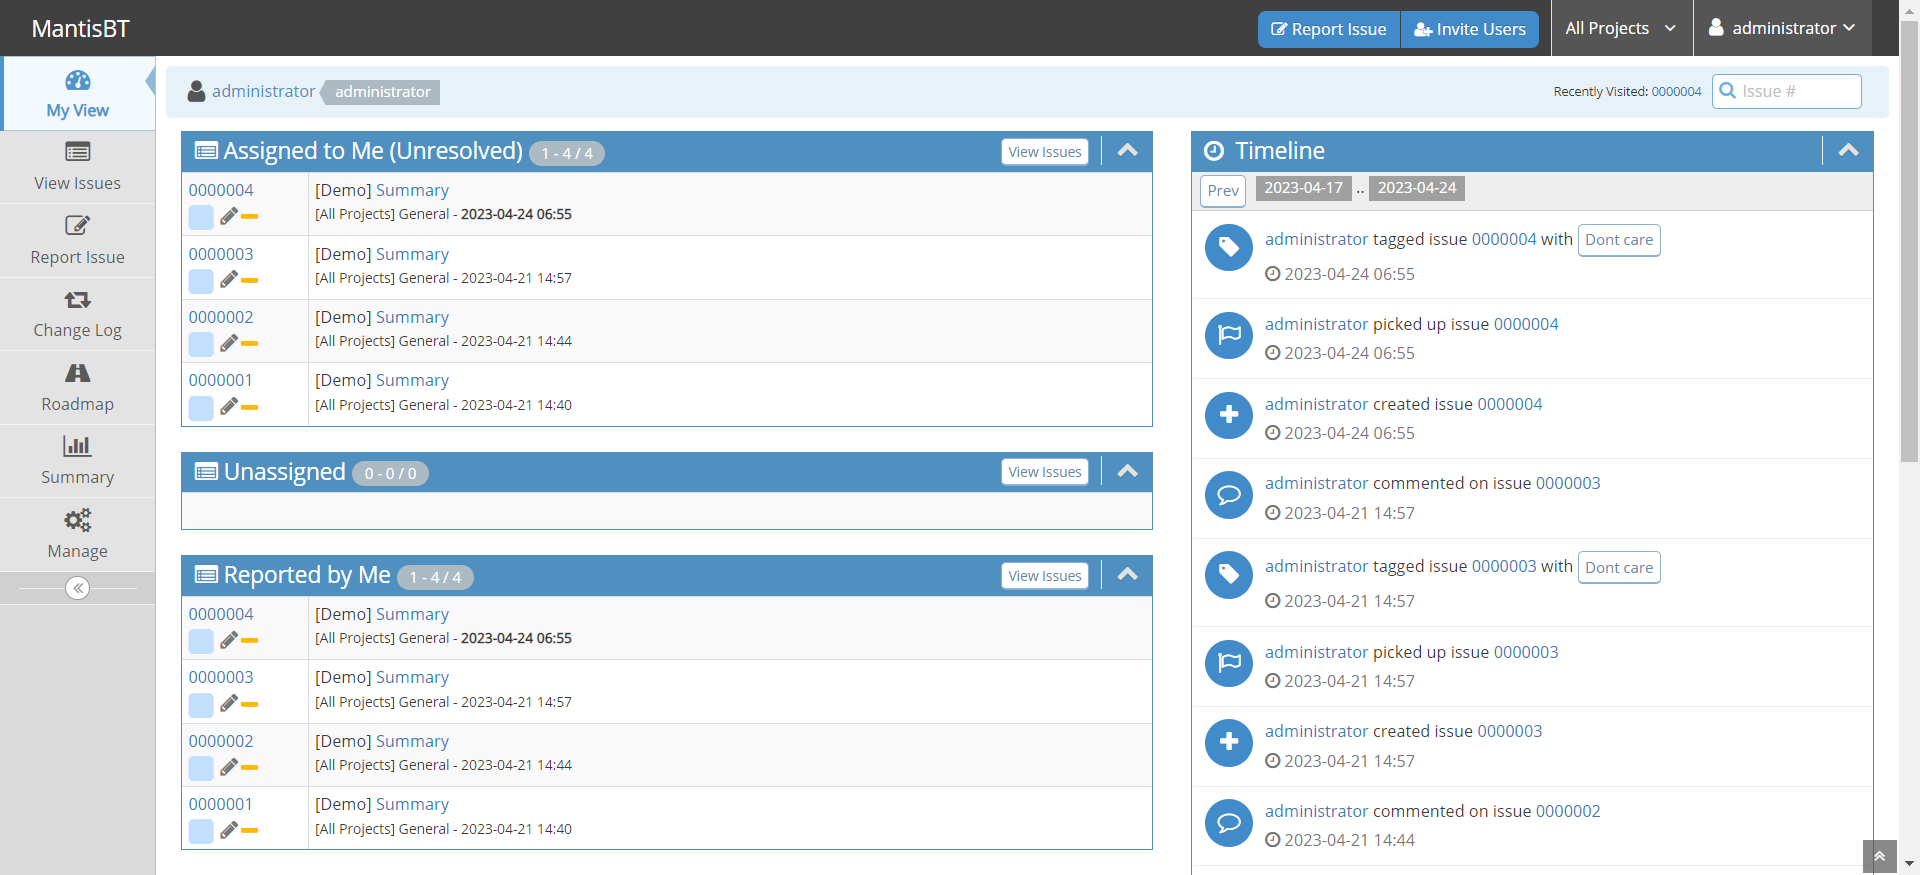 MantisBT
Report Issue
Invite Users
All Projects
administrator
My View
View Issues
Report Issue
Change Log
Roadmap
Summary
Manage
administrator
administrator
Recently Visited: 0000004
Issue #
Assigned to Me (Unresolved) 1 - 4 / 4
View Issues
0000004
[Demo] Summary
[All Projects] General - 2023-04-24 06:55
0000003
[Demo] Summary
[All Projects] General - 2023-04-21 14:57
0000002
[Demo] Summary
[All Projects] General - 2023-04-21 14:44
0000001
[Demo] Summary
[All Projects] General - 2023-04-21 14:40
Unassigned 0 - 0 / 0
View Issues
Reported by Me 1 - 4 / 4
View Issues
0000004
[Demo] Summary
[All Projects] General - 2023-04-24 06:55
0000003
[Demo] Summary
[All Projects] General - 2023-04-21 14:57
0000002
[Demo] Summary
[All Projects] General - 2023-04-21 14:44
0000001
[Demo] Summary
[All Projects] General - 2023-04-21 14:40
Timeline
Prev 2023-04-17 .. 2023-04-24
administrator tagged issue 0000004 with Dont care
2023-04-24 06:55
administrator picked up issue 0000004
2023-04-24 06:55
administrator created issue 0000004
2023-04-24 06:55
administrator commented on issue 0000003
2023-04-21 14:57
administrator tagged issue 0000003 with Dont care
2023-04-21 14:57
administrator picked up issue 0000003
2023-04-21 14:57
administrator created issue 0000003
2023-04-21 14:57
administrator commented on issue 0000002
2023-04-21 14:44